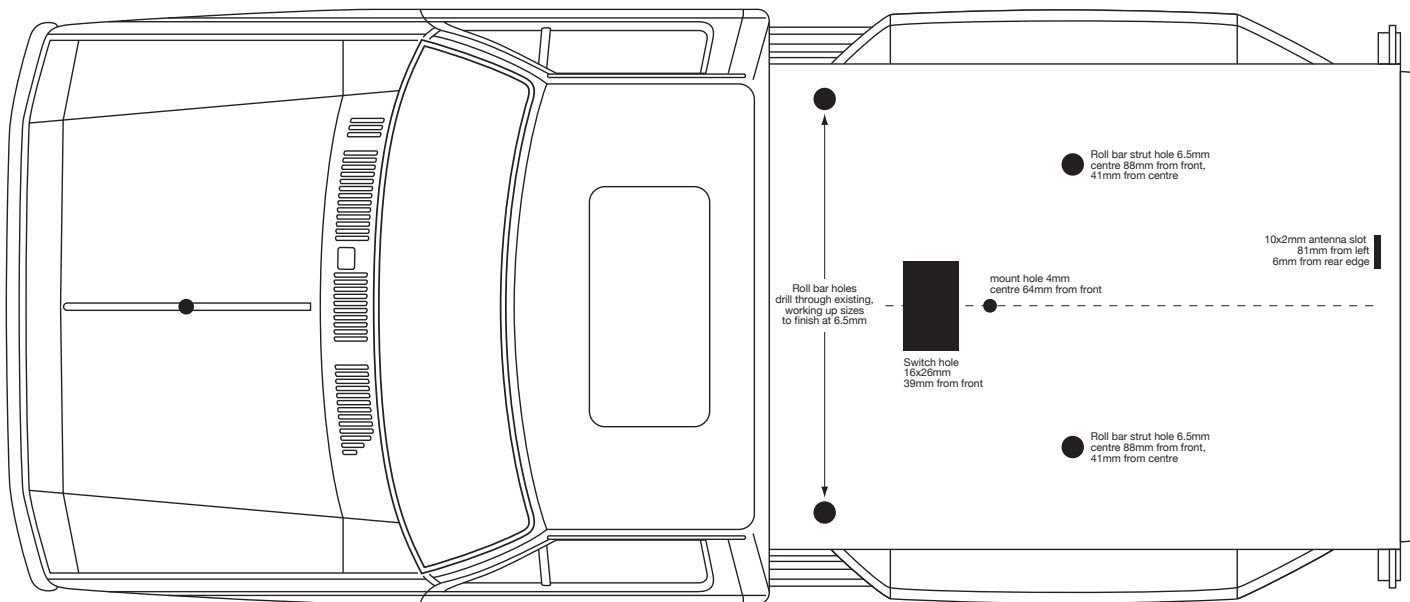 Roll bar strut hole 6.5mm
centre 88mm from front,
41mm from centre
10x2mm antenna slot
81mm from left
6mm from rear edge
mount hole 4mm
centre 64mm from front
Roll bar holes
drill through existing,
working up sizes
to finish at 6.5mm
Switch hole
16x26mm
39mm from front
Roll bar strut hole 6.5mm
centre 88mm from front,
41mm from centre